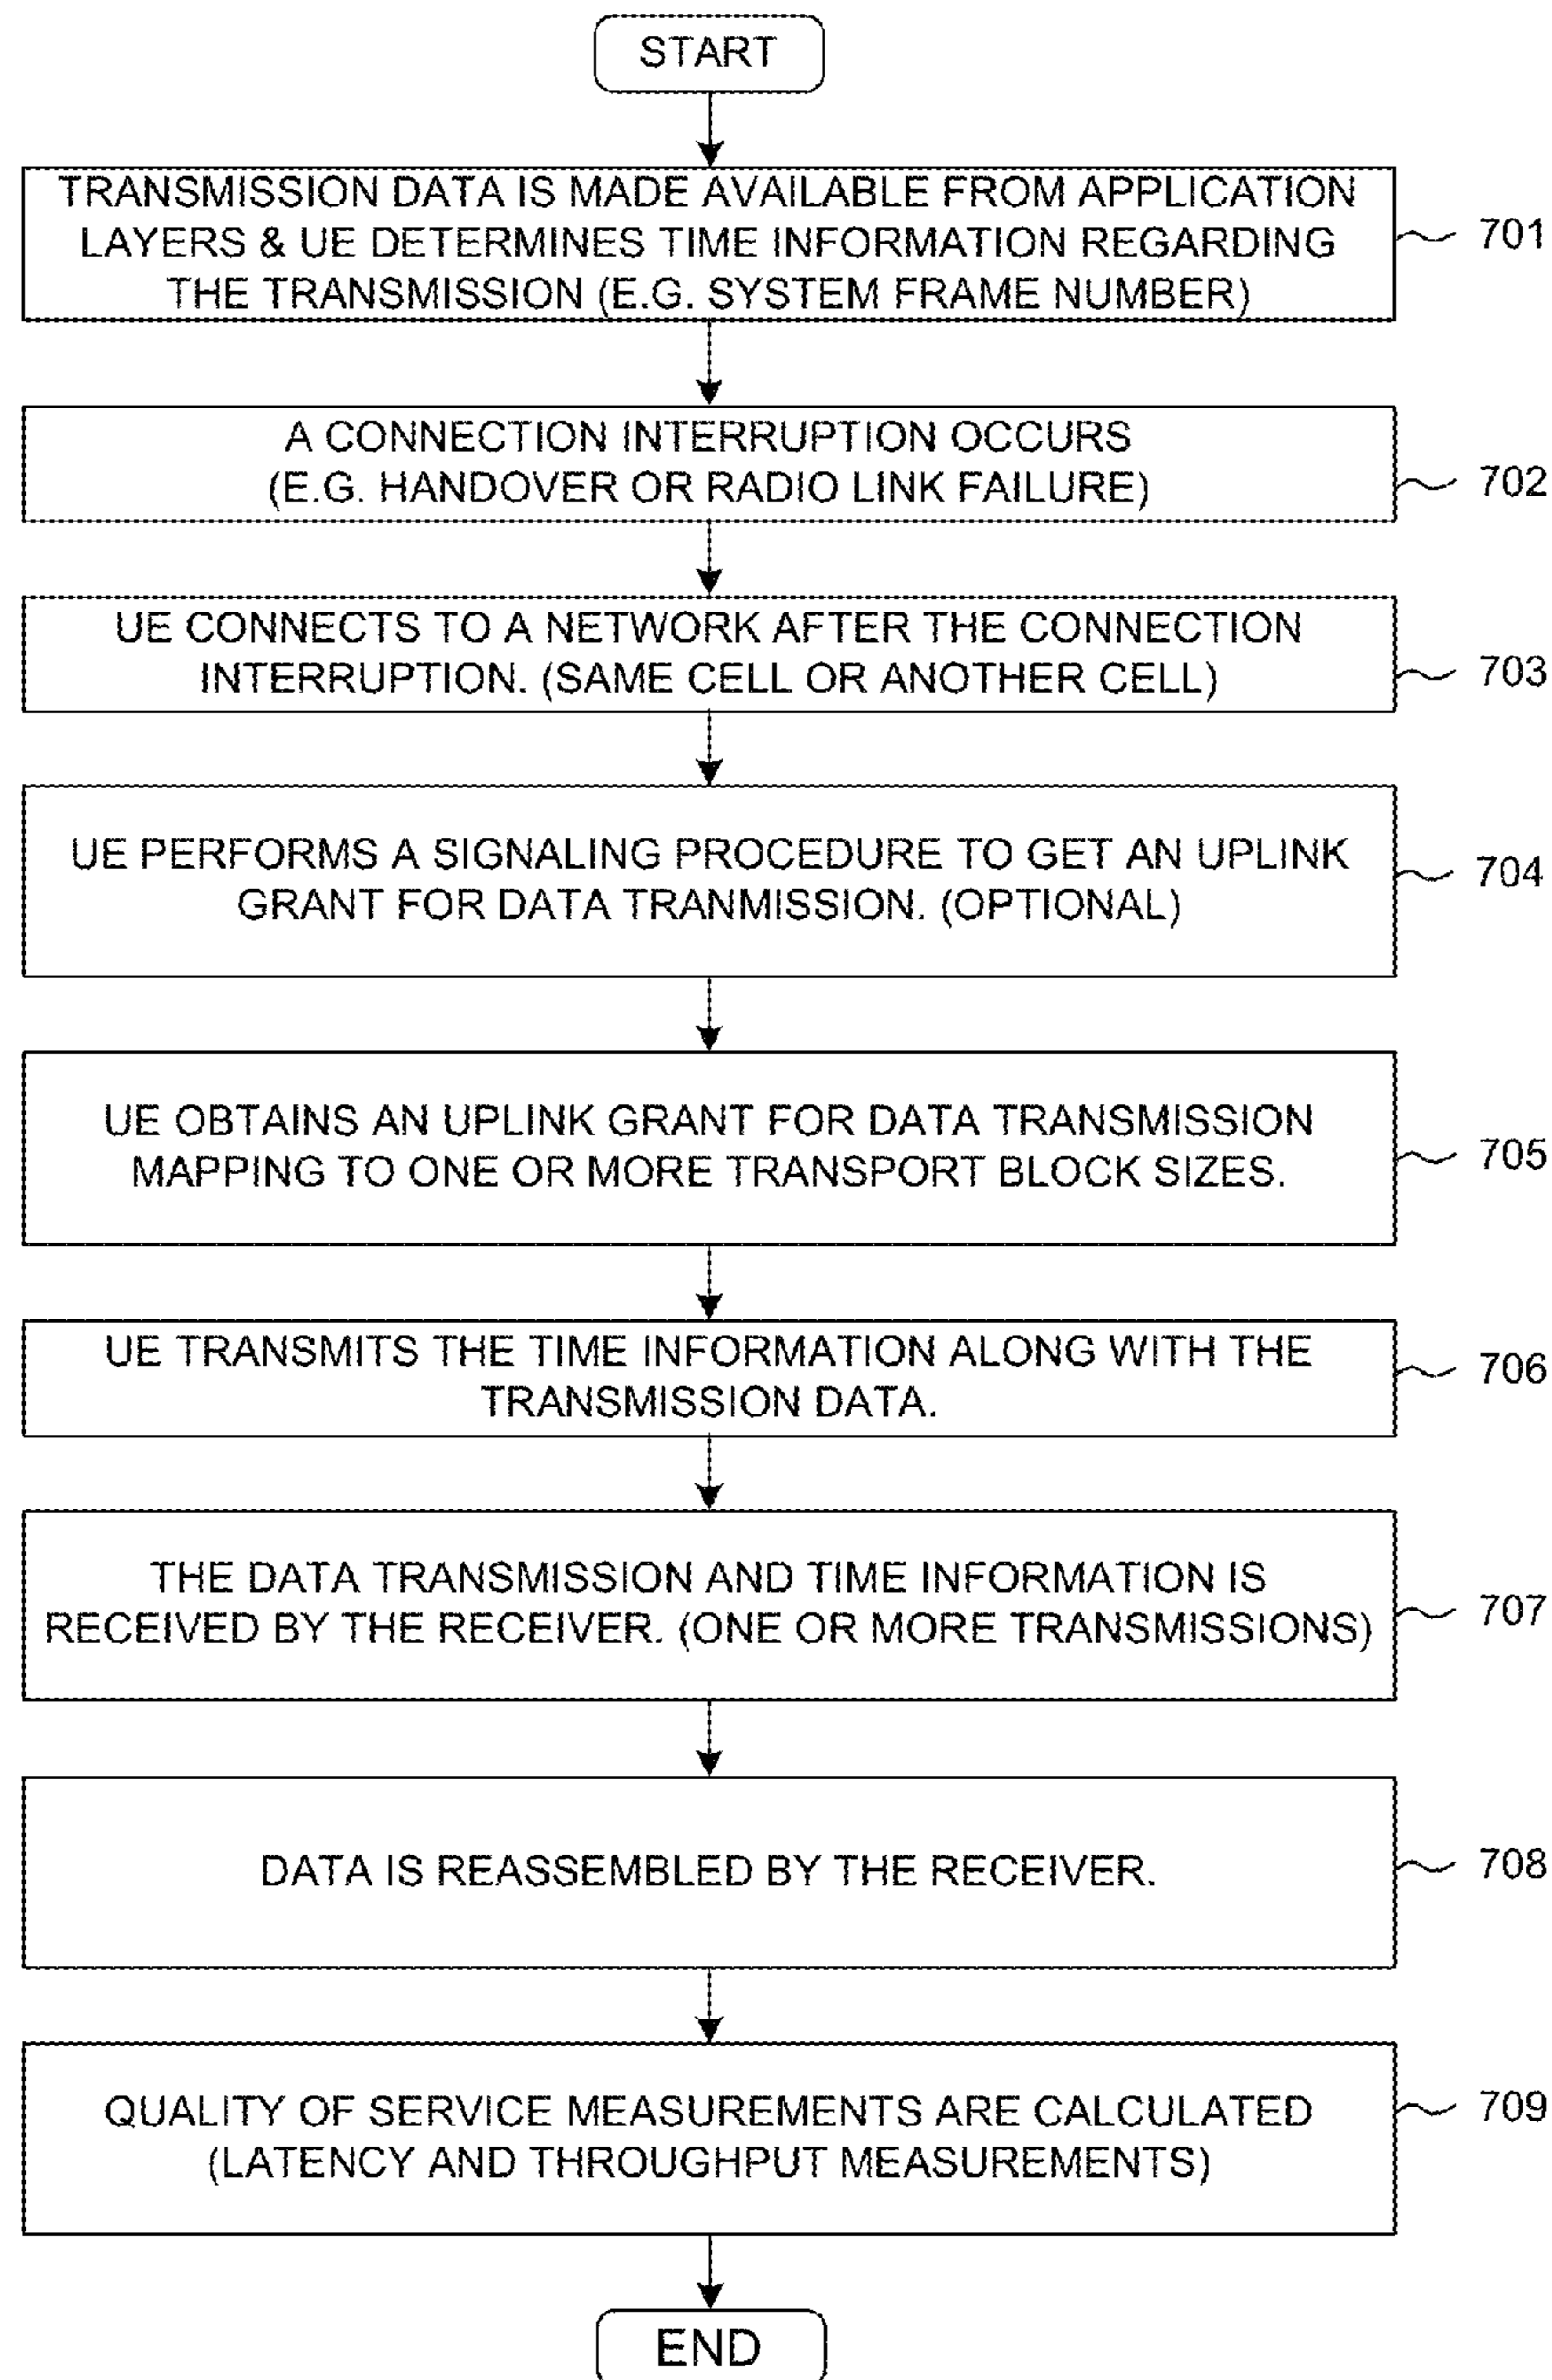 START
TRANSMISSION DATA IS MADE AVAILABLE FROM APPLICATION
LAYERS & UE DETERMINES TIME INFORMATION REGARDING
THE TRANSMISSION (E.G. SYSTEM FRAME NUMBER)
701
A CONNECTION INTERRUPTION OCCURS
(E.G. HANDOVER OR RADIO LINK FAILURE)
702
UE CONNECTS TO A NETWORK AFTER THE CONNECTION
INTERRUPTION. (SAME CELL OR ANOTHER CELL)
703
UE PERFORMS A SIGNALING PROCEDURE TO GET AN UPLINK
GRANT FOR DATA TRANMISSION. (OPTIONAL)
704
UE OBTAINS AN UPLINK GRANT FOR DATA TRANSMISSION
MAPPING TO ONE OR MORE TRANSPORT BLOCK SIZES.
705
UE TRANSMITS THE TIME INFORMATION ALONG WITH THE
TRANSMISSION DATA.
706
THE DATA TRANSMISSION AND TIME INFORMATION IS
RECEIVED BY THE RECEIVER. (ONE OR MORE TRANSMISSIONS)
707
DATA IS REASSEMBLED BY THE RECEIVER.
708
QUALITY OF SERVICE MEASUREMENTS ARE CALCULATED
(LATENCY AND THROUGHPUT MEASUREMENTS)
709
END